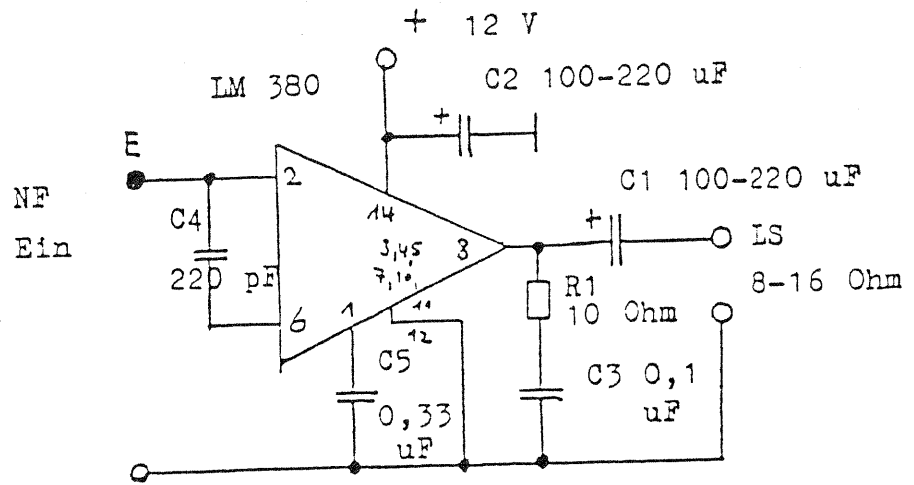 + 12 V
LM 380
C2 100-220 uF
+
E
2
C1 100-220 uF
NF
Ein
C4
14
+
LS
3,4,5
7,10,
11
12
8
220 pF
R1
10 Ohm
8-16 Ohm
6
1
C5
0,33
uF
C3 0,1
uF